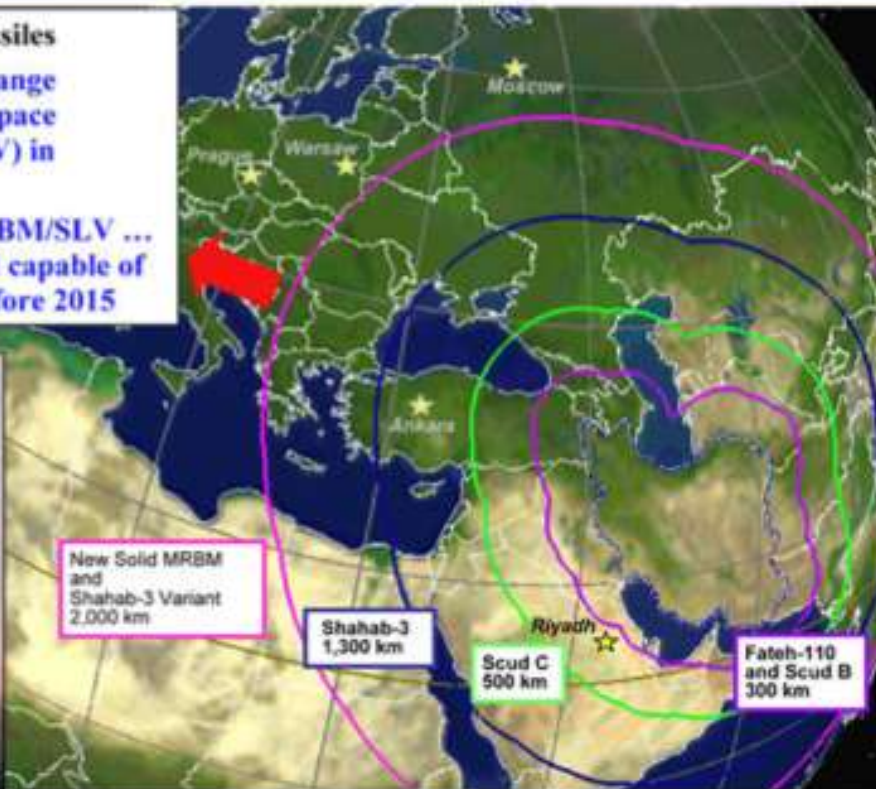 siles
ange
pace
V) in
BM/SLV …
capable of
fore 2015
Moscow
Prague
Warsaw
Ankara
New Solid MRBM
and
Shahab-3 Variant
2,000 km
Shahab-3
1,300 km
Riyadh
Scud C
500 km
Fateh-110
and Scud B
300 km